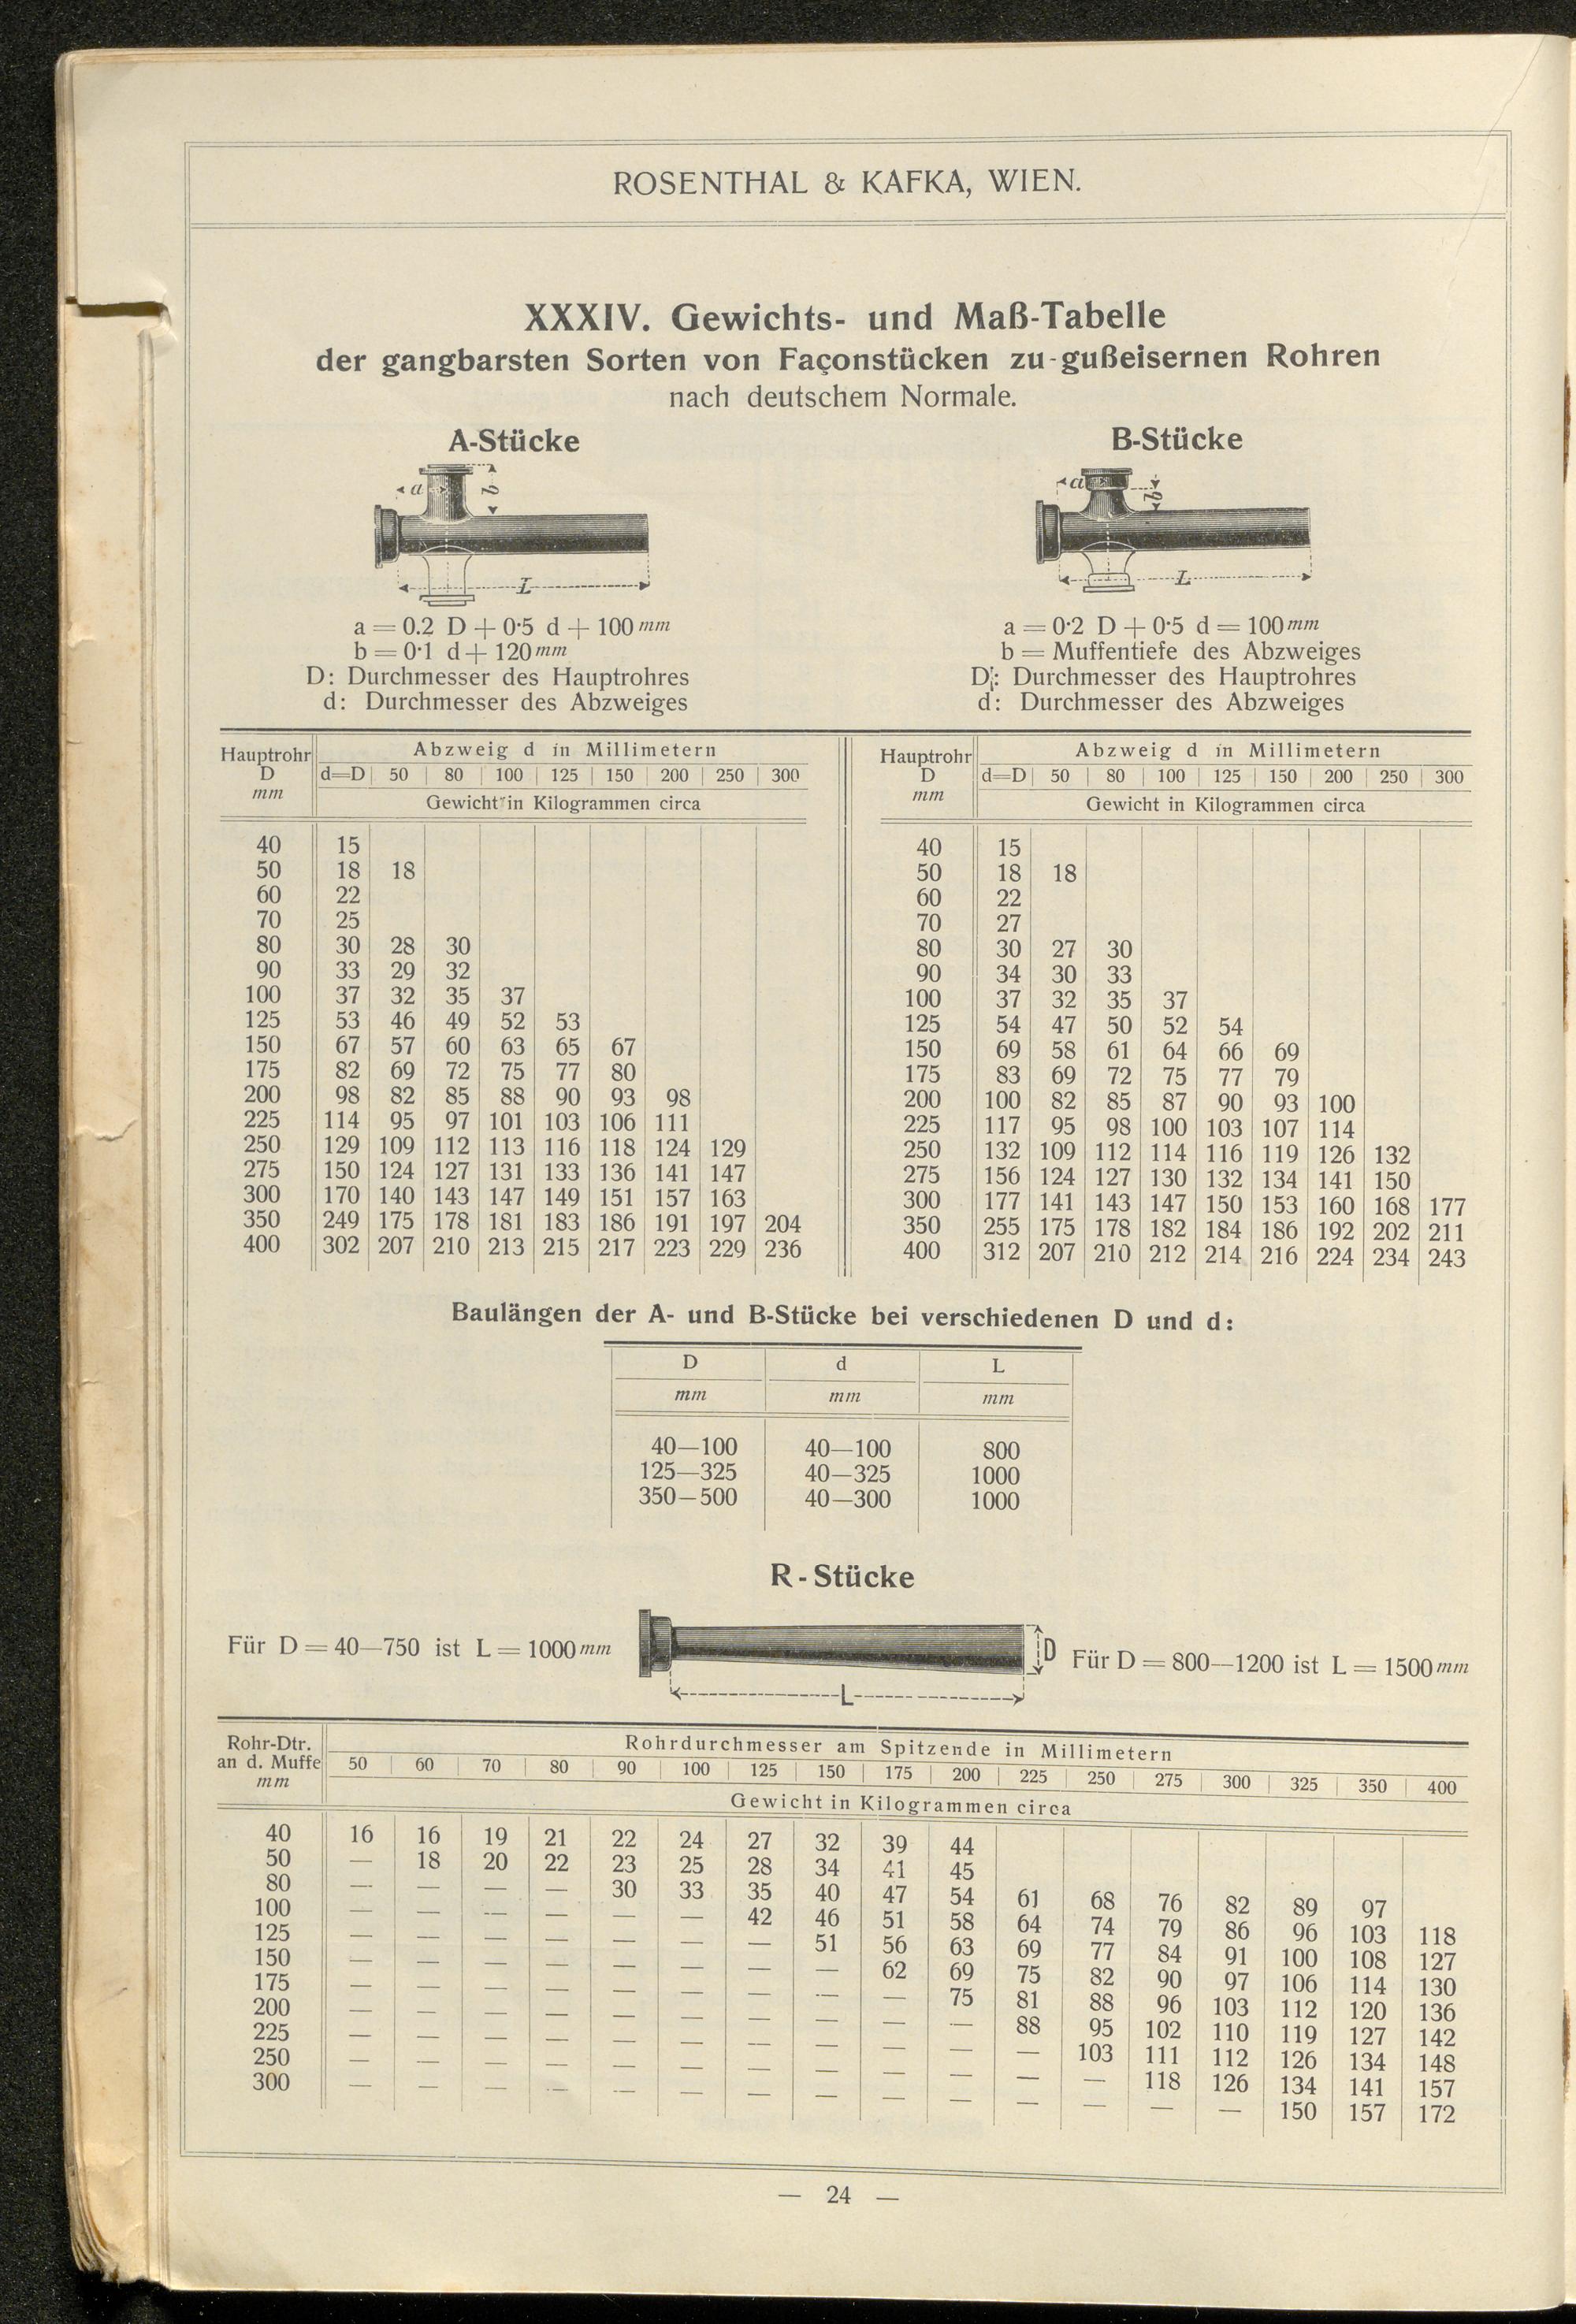 ROSENTHAL & KAFKA, WIEN.
XXXIV. Gewichts- und Maß-Tabelle
der gangbarsten Sorten von Façonstücken zu-gußeisernen Rohren
nach deutschem Normale.
A-Stücke
a
b
L
a = 0.2 D + 0·5 d + 100 mm
b = 0·1 d + 120 mm
D: Durchmesser des Hauptrohres
d: Durchmesser des Abzweiges
B-Stücke
a
b
L
a = 0·2 D + 0·5 d = 100 mm
b = Muffentiefe des Abzweiges
D: Durchmesser des Hauptrohres
d: Durchmesser des Abzweiges
Hauptrohr D mm
Abzweig d in Millimetern
d=D 50 80 100 125 150 200 250 300
Gewicht in Kilogrammen circa
40 15
50 18 18
60 22
70 25
80 30 28 30
90 33 29 32
100 37 32 35 37
125 53 46 49 52 53
150 67 57 60 63 65 67
175 82 69 72 75 77 80
200 98 82 85 88 90 93 98
225 114 95 97 101 103 106 111
250 129 109 112 113 116 118 124 129
275 150 124 127 131 133 136 141 147
300 170 140 143 147 149 151 157 163
350 249 175 178 181 183 186 191 197 204
400 302 207 210 213 215 217 223 229 236
Hauptrohr D mm
Abzweig d in Millimetern
d=D 50 80 100 125 150 200 250 300
Gewicht in Kilogrammen circa
40 15
50 18 18
60 22
70 27
80 30 27 30
90 34 30 33
100 37 32 35 37
125 54 47 50 52 54
150 69 58 61 64 66 69
175 83 69 72 75 77 79
200 100 82 85 87 90 93 100
225 117 95 98 100 103 107 114
250 132 109 112 114 116 119 126 132
275 156 124 127 130 132 134 141 150
300 177 141 143 147 150 153 160 168 177
350 255 175 178 182 184 186 192 202 211
400 312 207 210 212 214 216 224 234 243
Baulängen der A- und B-Stücke bei verschiedenen D und d:
D d L
mm mm mm
40—100 40—100 800
125—325 40—325 1000
350—500 40—300 1000
R-Stücke
Für D = 40—750 ist L = 1000 mm
D
L
Für D = 800—1200 ist L = 1500 mm
Rohr-Dtr. an d. Muffe mm
Rohrdurchmesser am Spitzende in Millimetern
50 60 70 80 90 100 125 150 175 200 225 250 275 300 325 350 400
Gewicht in Kilogrammen circa
40 16 16 19 21 22 24 27 32 39 44
50 — 18 20 22 23 25 28 34 41 45
80 — — — — 30 33 35 40 47 54 61 68 76 82 89 97
100 — — — — — — 42 46 51 58 64 74 79 86 96 103 118
125 — — — — — — — 51 56 63 69 77 84 91 100 108 127
150 — — — — — — — — 62 69 75 82 90 97 106 114 130
175 — — — — — — — — — 75 81 88 96 103 112 120 136
200 — — — — — — — — — — 88 95 102 110 119 127 142
225 — — — — — — — — — — — 103 111 112 126 134 148
250 — — — — — — — — — — — — 118 126 134 141 157
300 — — — — — — — — — — — — — — 150 157 172
— 24 —